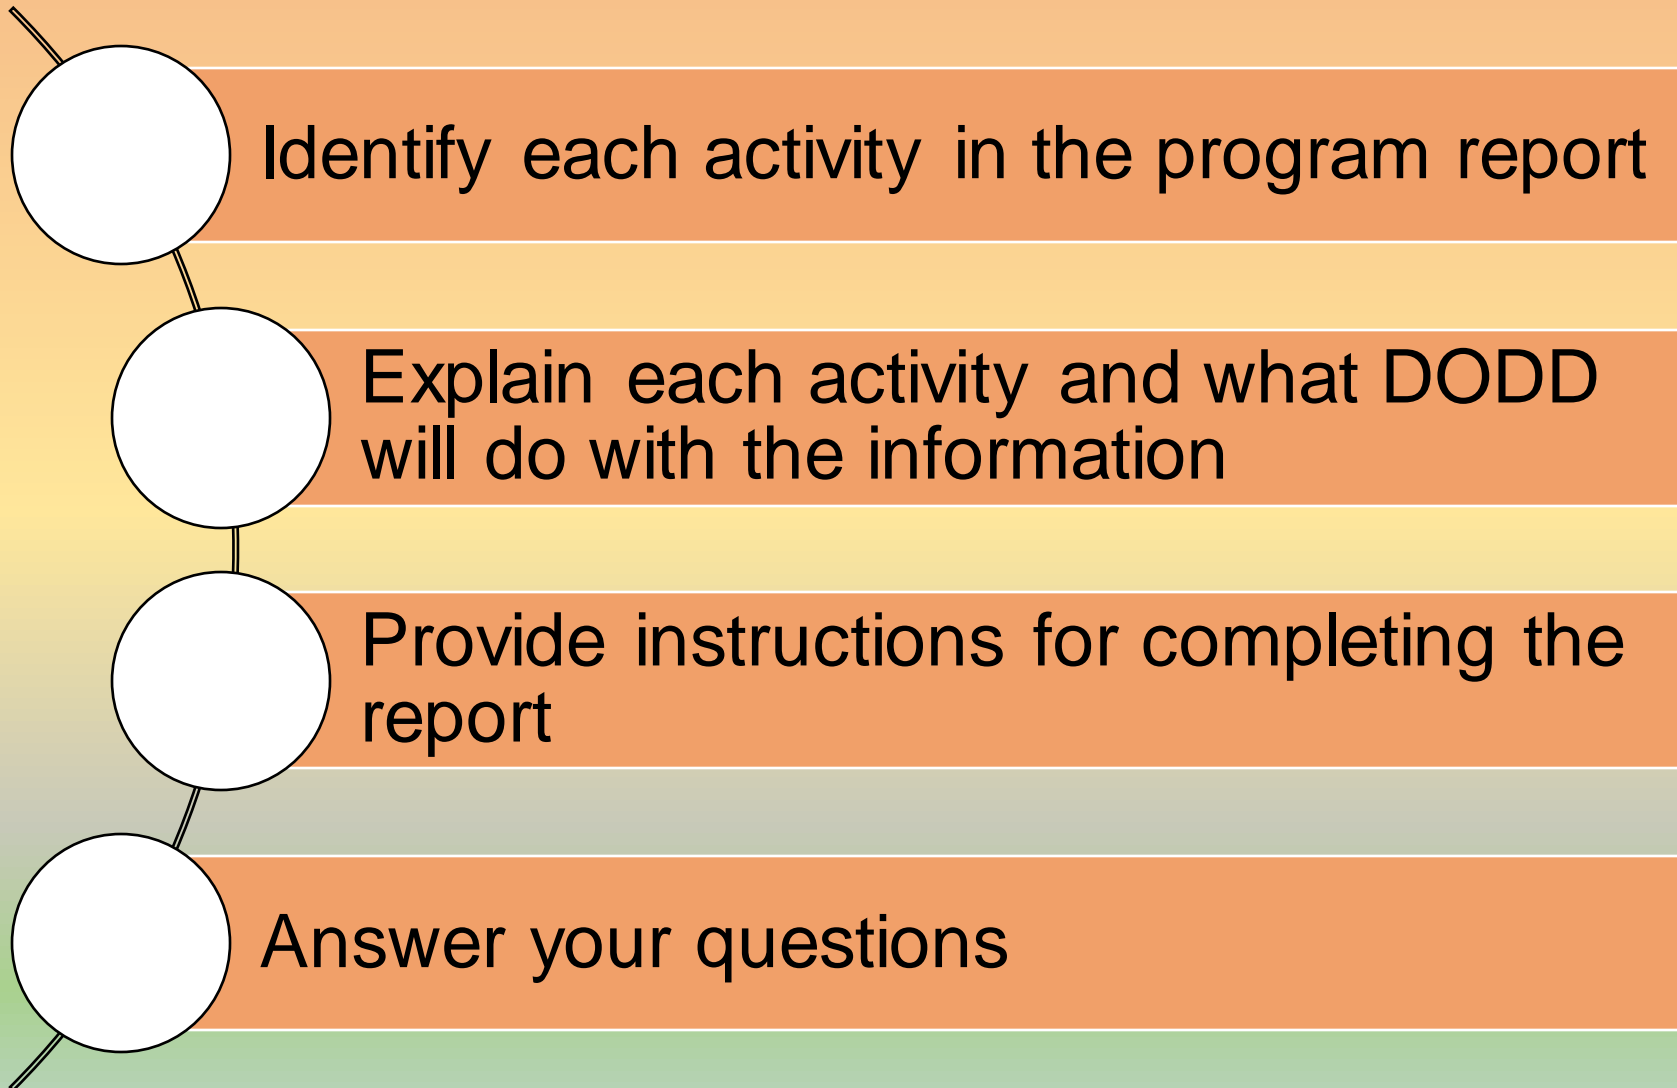 Identify each activity in the program report
Explain each activity and what DODD
will do with the information
Provide instructions for completing the
report
Answer your questions